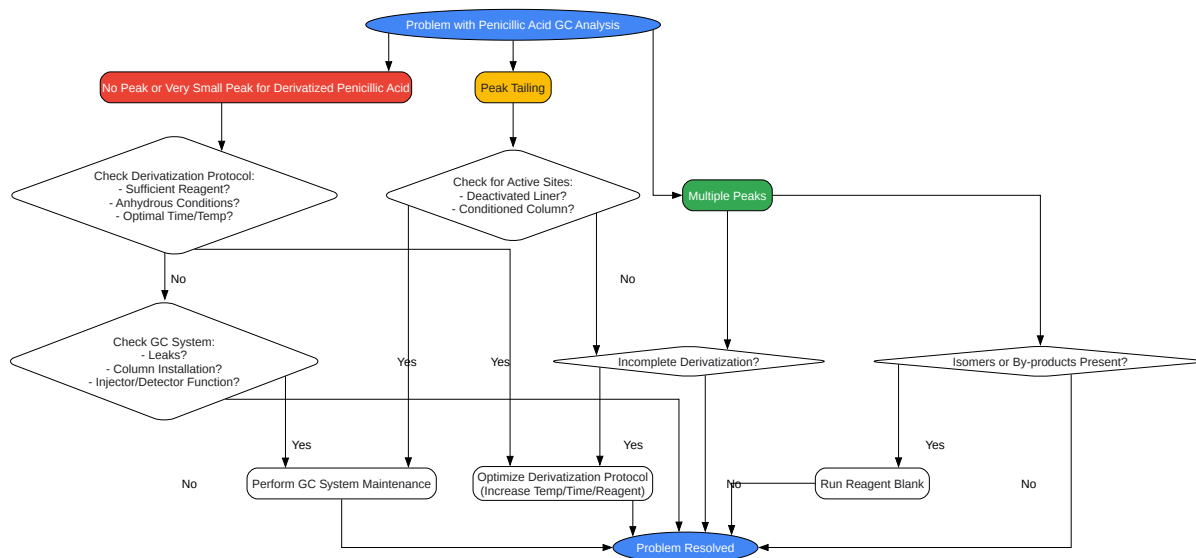 Problem with Penicillic Acid GC Analysis
No Peak or Very Small Peak for Derivatized Penicillic Acid
Peak Tailing
Check Derivatization Protocol:
- Sufficient Reagent?
- Anhydrous Conditions?
- Optimal Time/Temp?
Check for Active Sites:
- Deactivated Liner?
- Conditioned Column?
Multiple Peaks
No
No
Check GC System:
- Leaks?
- Column Installation?
- Injector/Detector Function?
Yes
Yes
Incomplete Derivatization?
Isomers or By-products Present?
Yes
Yes
Yes
No
Perform GC System Maintenance
Optimize Derivatization Protocol
(Increase Temp/Time/Reagent)
No
Run Reagent Blank
No
Problem Resolved